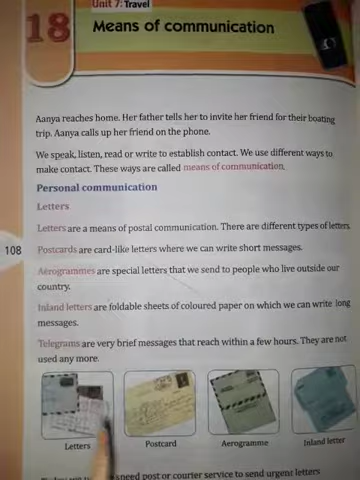 Unit 7: Travel
18
Means of communication
Aanya reaches home. Her father tells her to invite her friend for their boating
trip. Aanya calls up her friend on the phone.
We speak, listen, read or write to establish contact. We use different ways to
make contact. These ways are called means of communication.
Personal communication
Letters
Letters are a means of postal communication. There are different types of letters.
108
Postcards are card-like letters where we can write short messages.
Aerogrammes are special letters that we send to people who live outside our
country.
Inland letters are foldable sheets of coloured paper on which we can write long
messages.
Telegrams are very brief messages that reach within a few hours. They are not
used any more.
Letters
Postcard
Aerogramme
Inland letter
speed post or courier service to send urgent letters